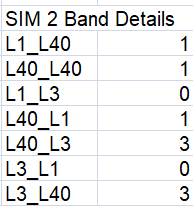 SIM 2 Band Details
L1_L40 1
L40_L40 1
L1_L3 0
L40_L1 1
L40_L3 3
L3_L1 0
L3_L40 3